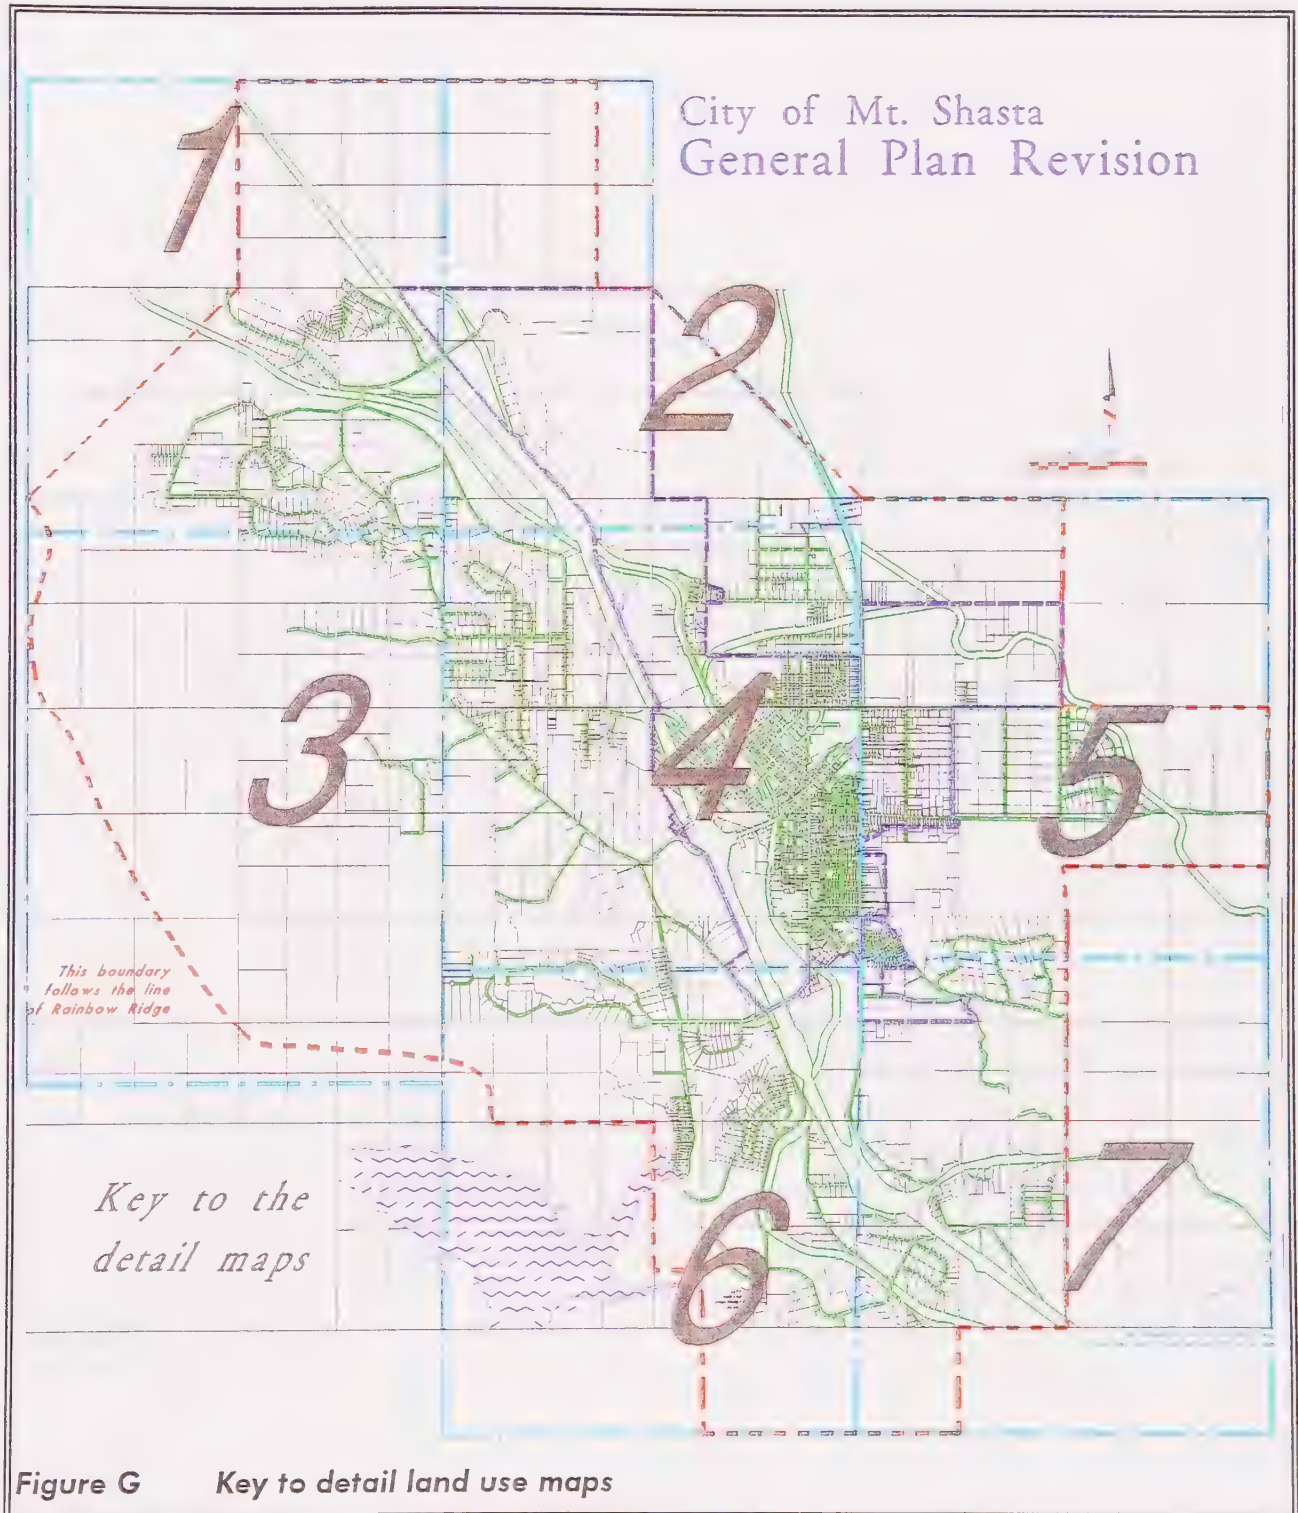 City of Mt. Shasta
General Plan Revision
1
2
3
4
5
This boundary
follows the line
of Rainbow Ridge
Key to the
detail maps
6
7
Figure G Key to detail land use maps